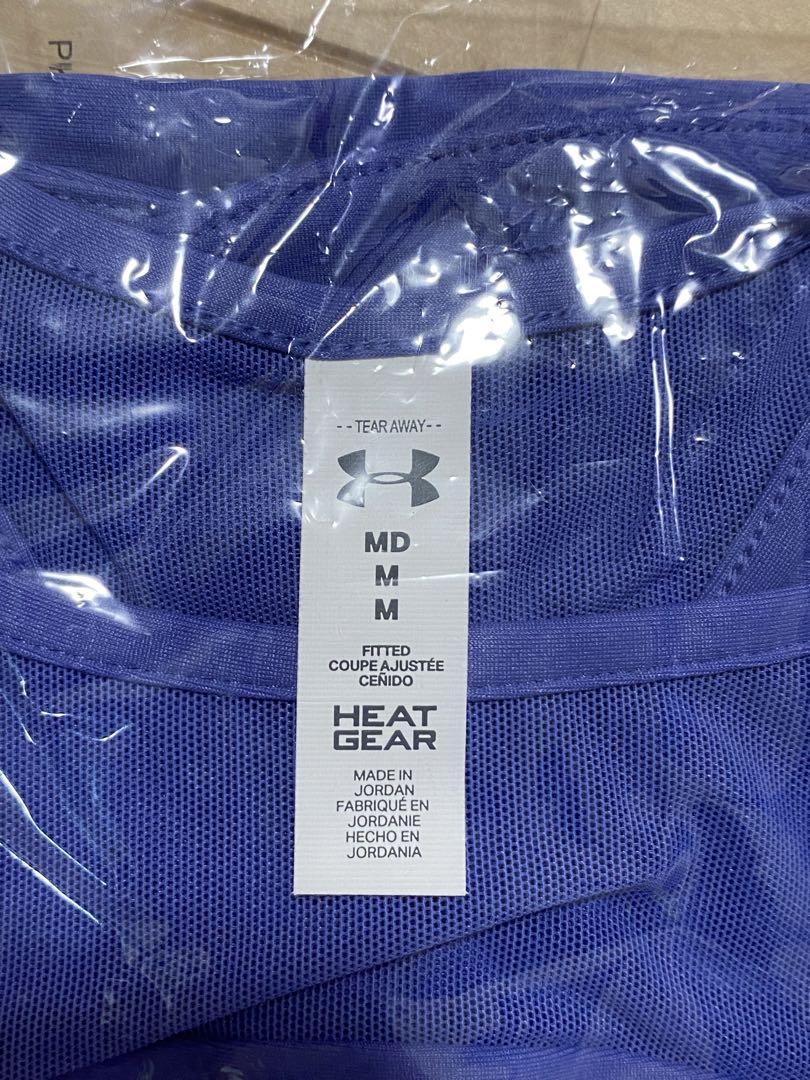 --TEAR AWAY--
MD
M
M
FITTED
COUPE AJUSTÉE
CEÑIDO
HEAT
GEAR
MADE IN
JORDAN
FABRIQUÉ EN
JORDANIE
HECHO EN
JORDANIA